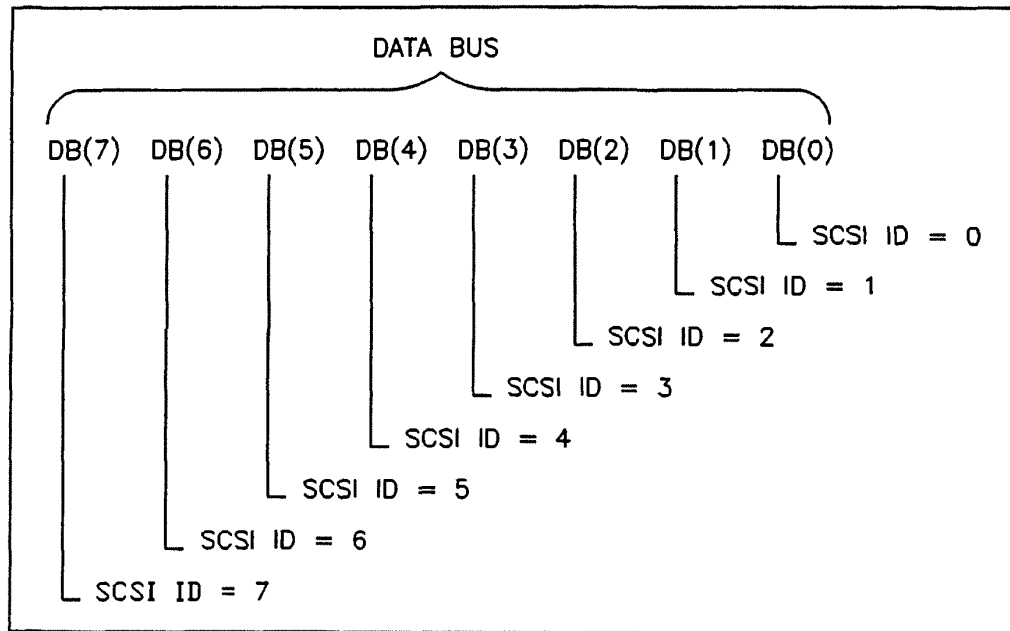 DATA BUS
DB(7) DB(6) DB(5) DB(4) DB(3) DB(2) DB(1) DB(0)
SCSI ID = 0
SCSI ID = 1
SCSI ID = 2
SCSI ID = 3
SCSI ID = 4
SCSI ID = 5
SCSI ID = 6
SCSI ID = 7